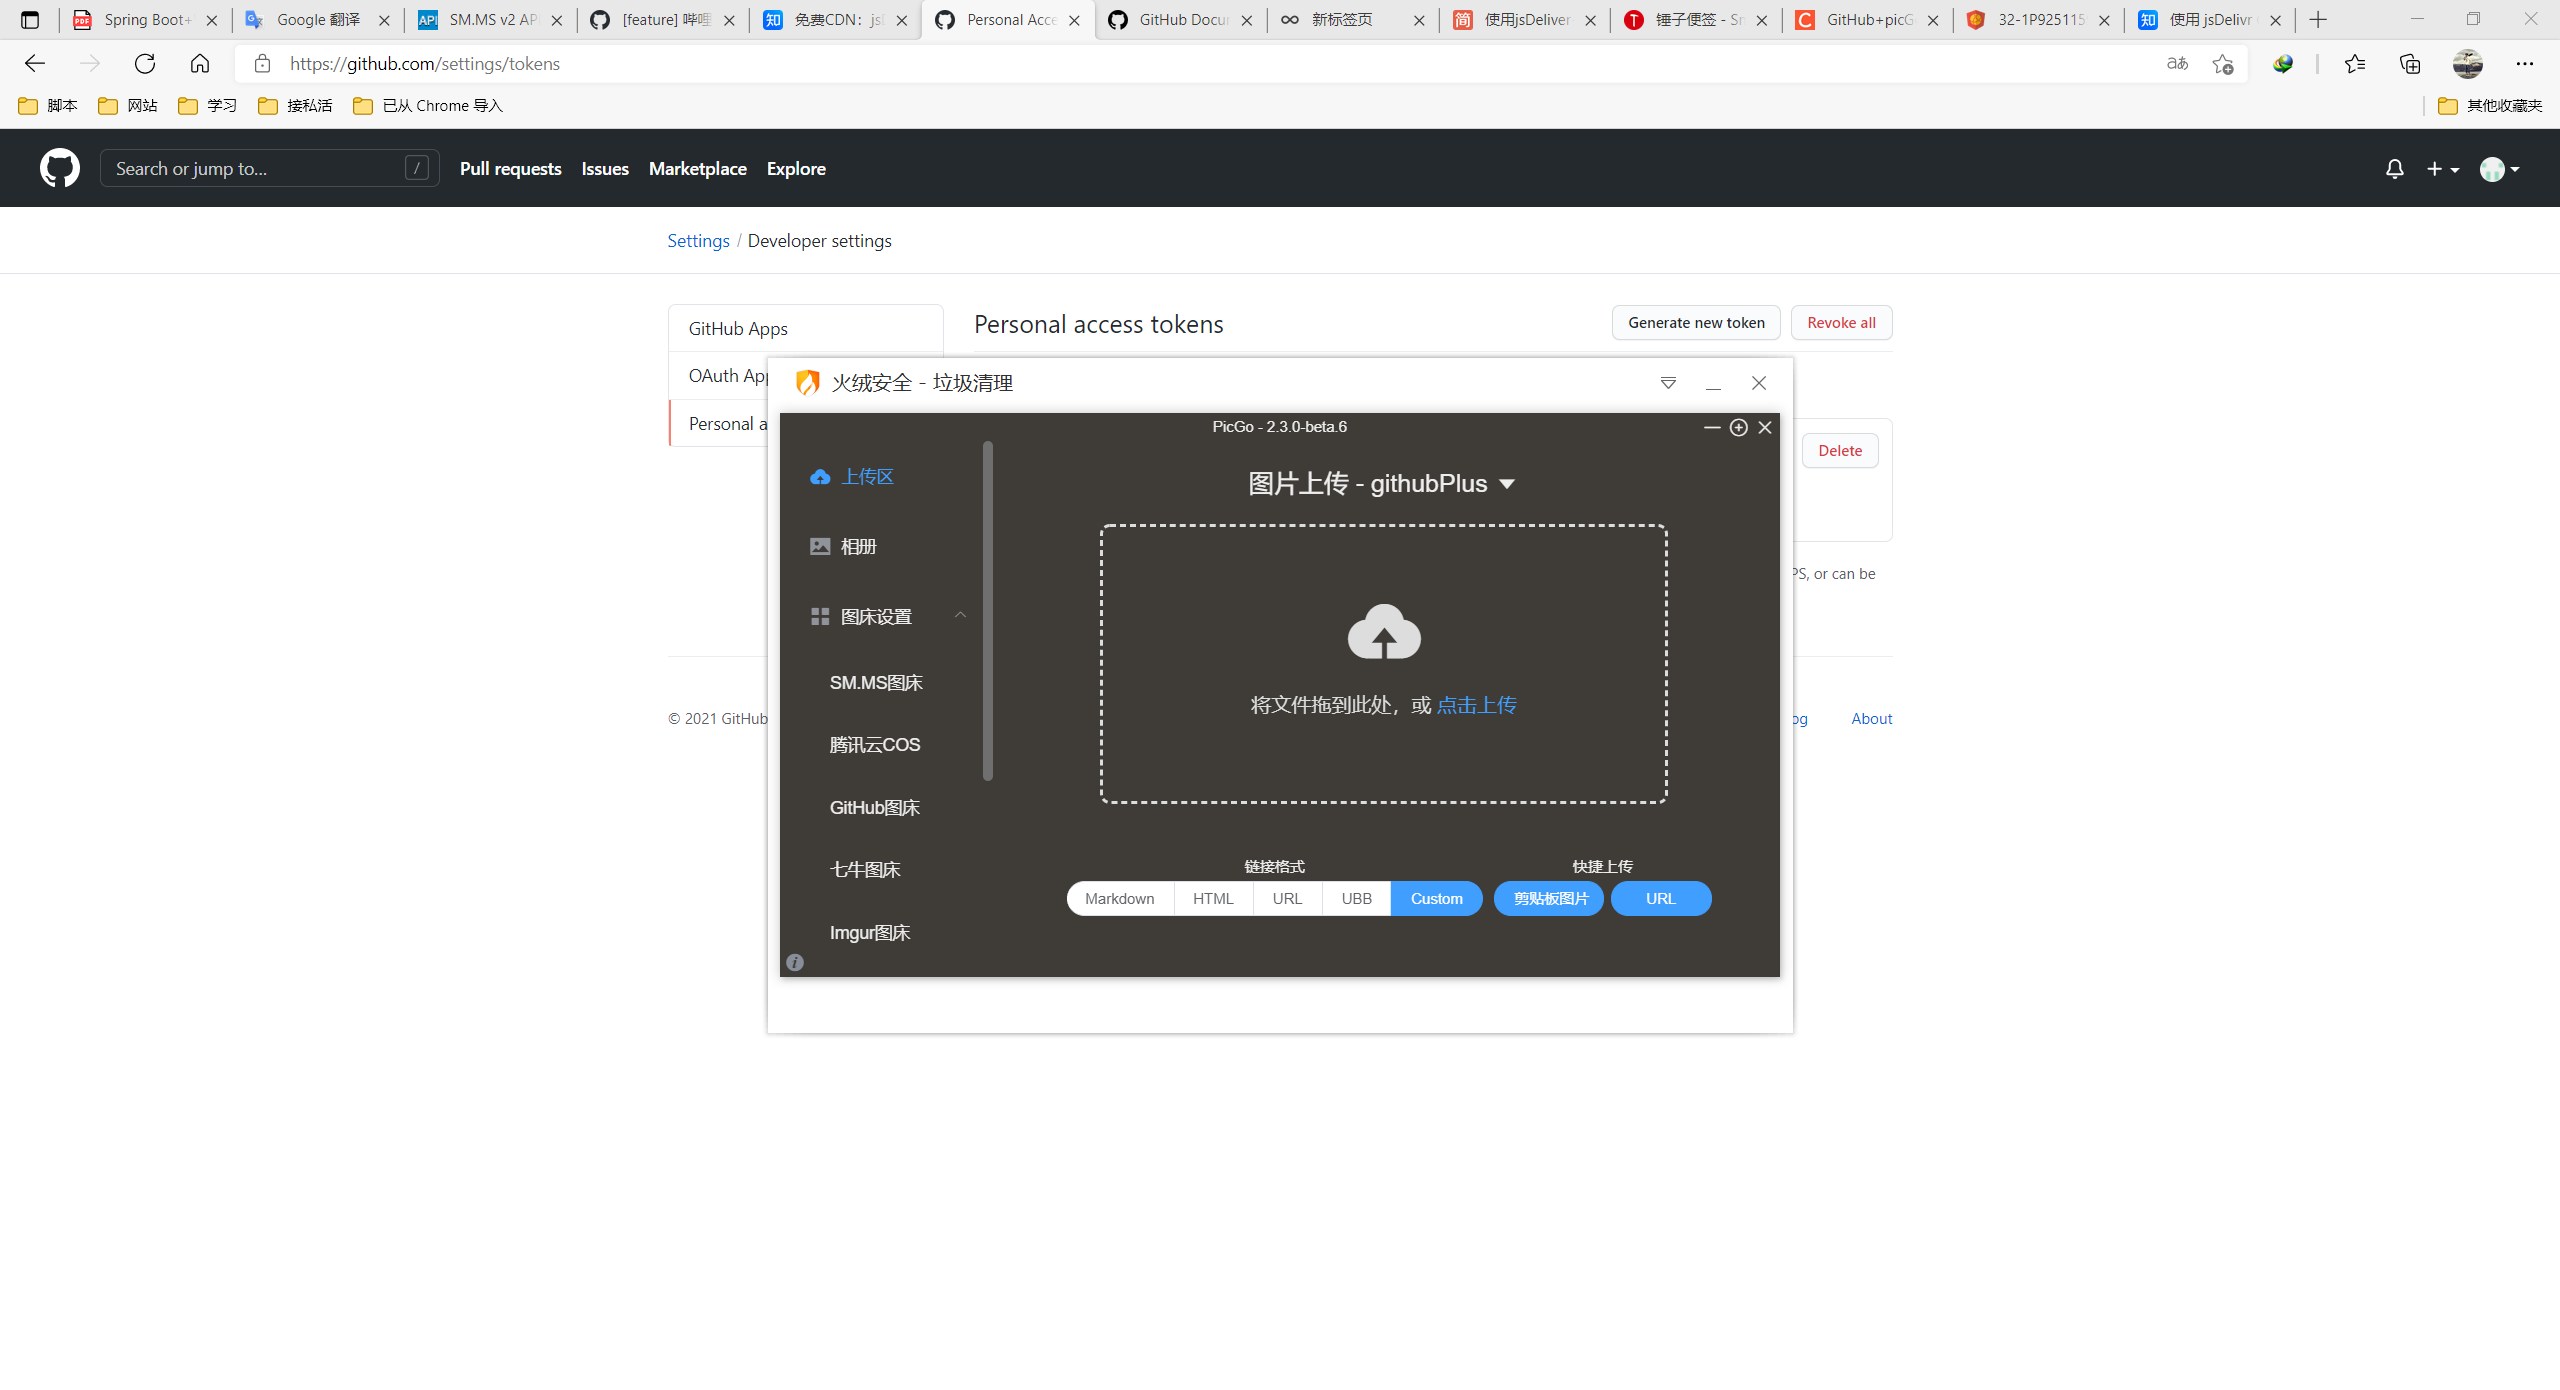 Spring Boot+
Google 翻译
SM.MS v2 AP
[feature] 哔哩
免费CDN：jsD
Personal Acce
GitHub Docu
新标签页
使用jsDeliver
锤子便签 - Sm
GitHub+picG
32-1P925115
使用 jsDelivr
https://github.com/settings/tokens
脚本
网站
学习
接私活
已从 Chrome 导入
其他收藏夹
Search or jump to...
/
Pull requests
Issues
Marketplace
Explore
Settings / Developer settings
GitHub Apps
Personal access tokens
Generate new token
Revoke all
OAuth App
Personal a
火绒安全 - 垃圾清理
PicGo - 2.3.0-beta.6
Delete
上传区
图片上传 - githubPlus
相册
PS, or can be
图床设置
SM.MS图床
将文件拖到此处，或 点击上传
© 2021 GitHub
og
About
腾讯云COS
GitHub图床
七牛图床
链接格式
快捷上传
Markdown
HTML
URL
UBB
Custom
剪贴板图片
URL
Imgur图床